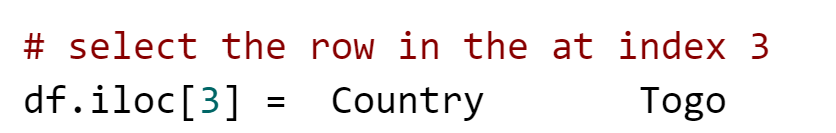 # select the row in the at index 3
df.iloc[3] = Country Togo